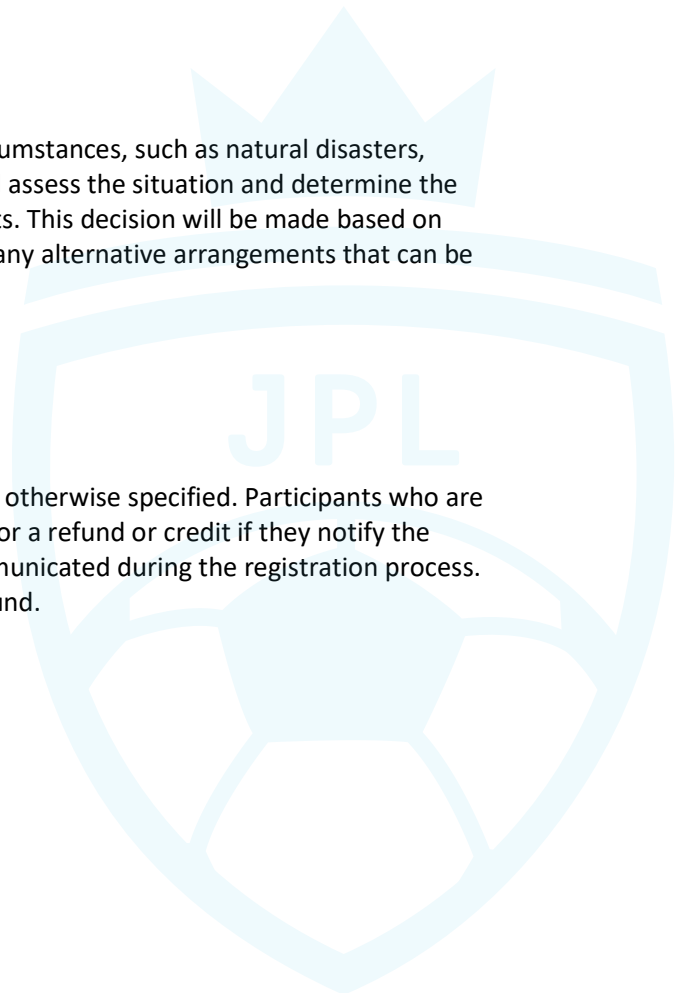 umstances, such as natural disasters,
assess the situation and determine the
ts. This decision will be made based on
any alternative arrangements that can be
JPL
otherwise specified. Participants who are
or a refund or credit if they notify the
municated during the registration process.
und.